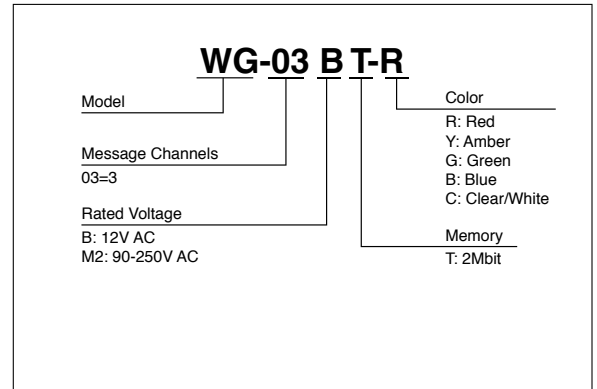 WG-03 B T-R
Model
Message Channels
03=3
Rated Voltage
B: 12V AC
M2: 90-250V AC
Color
R: Red
Y: Amber
G: Green
B: Blue
C: Clear/White
Memory
T: 2Mbit